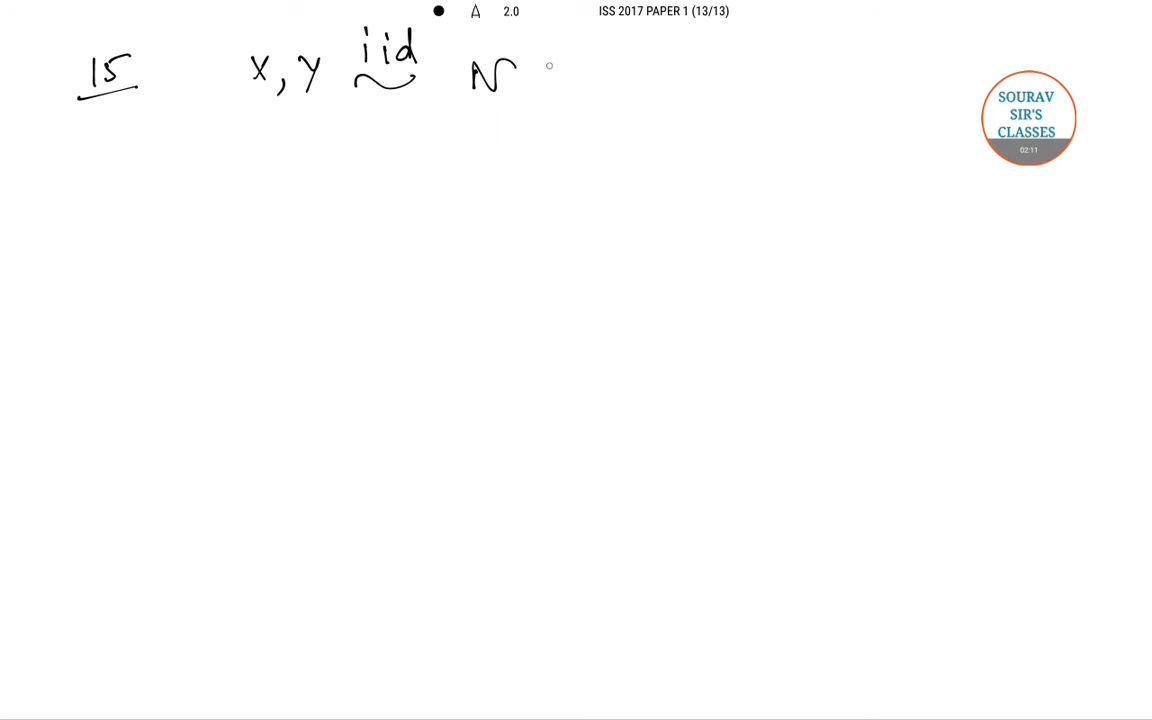 A 2.0 ISS 2017 PAPER 1 (13/13)
15 X, Y iid ~ N
SOURAV
SIR'S
CLASSES
02:11